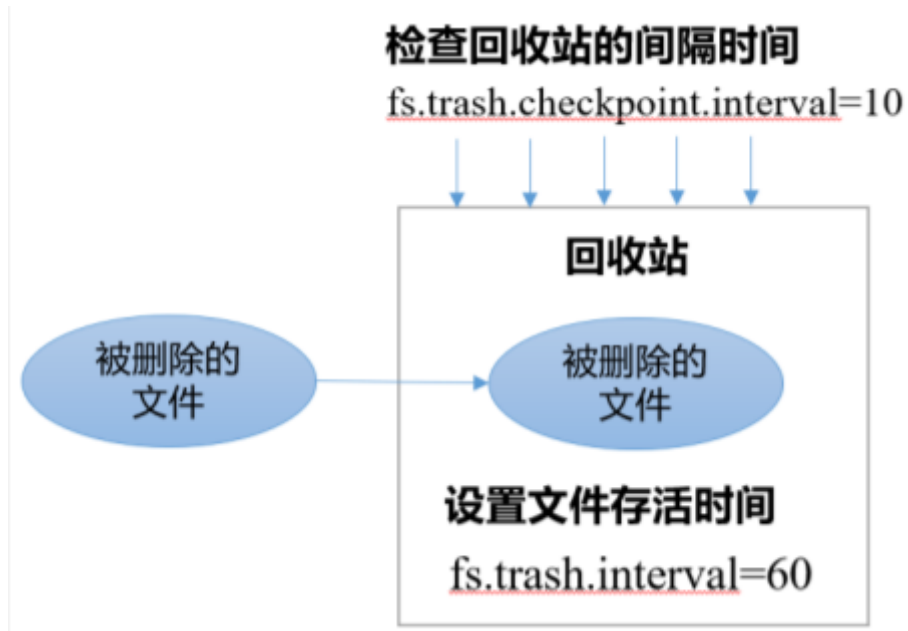 检查回收站的间隔时间
fs.trash.checkpoint.interval=10
回收站
被删除的
文件
被删除的
文件
设置文件存活时间
fs.trash.interval=60